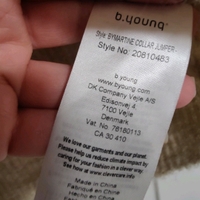 b.young
Style: BYMARTINE COLLAR JUMPER -
Style No: 20810483
b.young
www.byoung.com
DK Company Vejle A/S
Edisonvej 4
7100 Vejle
Denmark
Vat no. 78180113
CA 30 410
We love our garments and our planet.
Please help us reduce climate impact by
caring for your fashion in a clever way.
See how at www.clevercare.info
Made in China
Fabriqué en Chine
Hecho en China